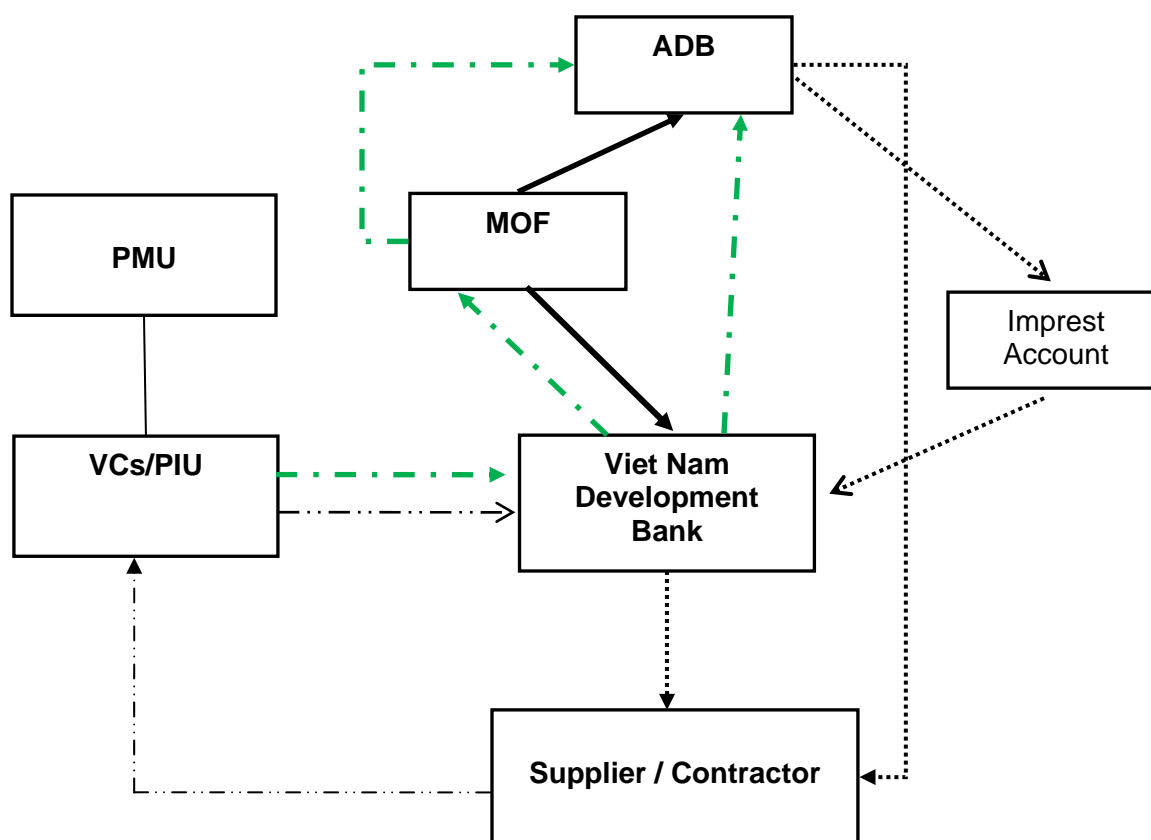 ADB
MOF
PMU
Imprest
Account
VCs/PIU
Viet Nam
Development
Bank
Supplier / Contractor